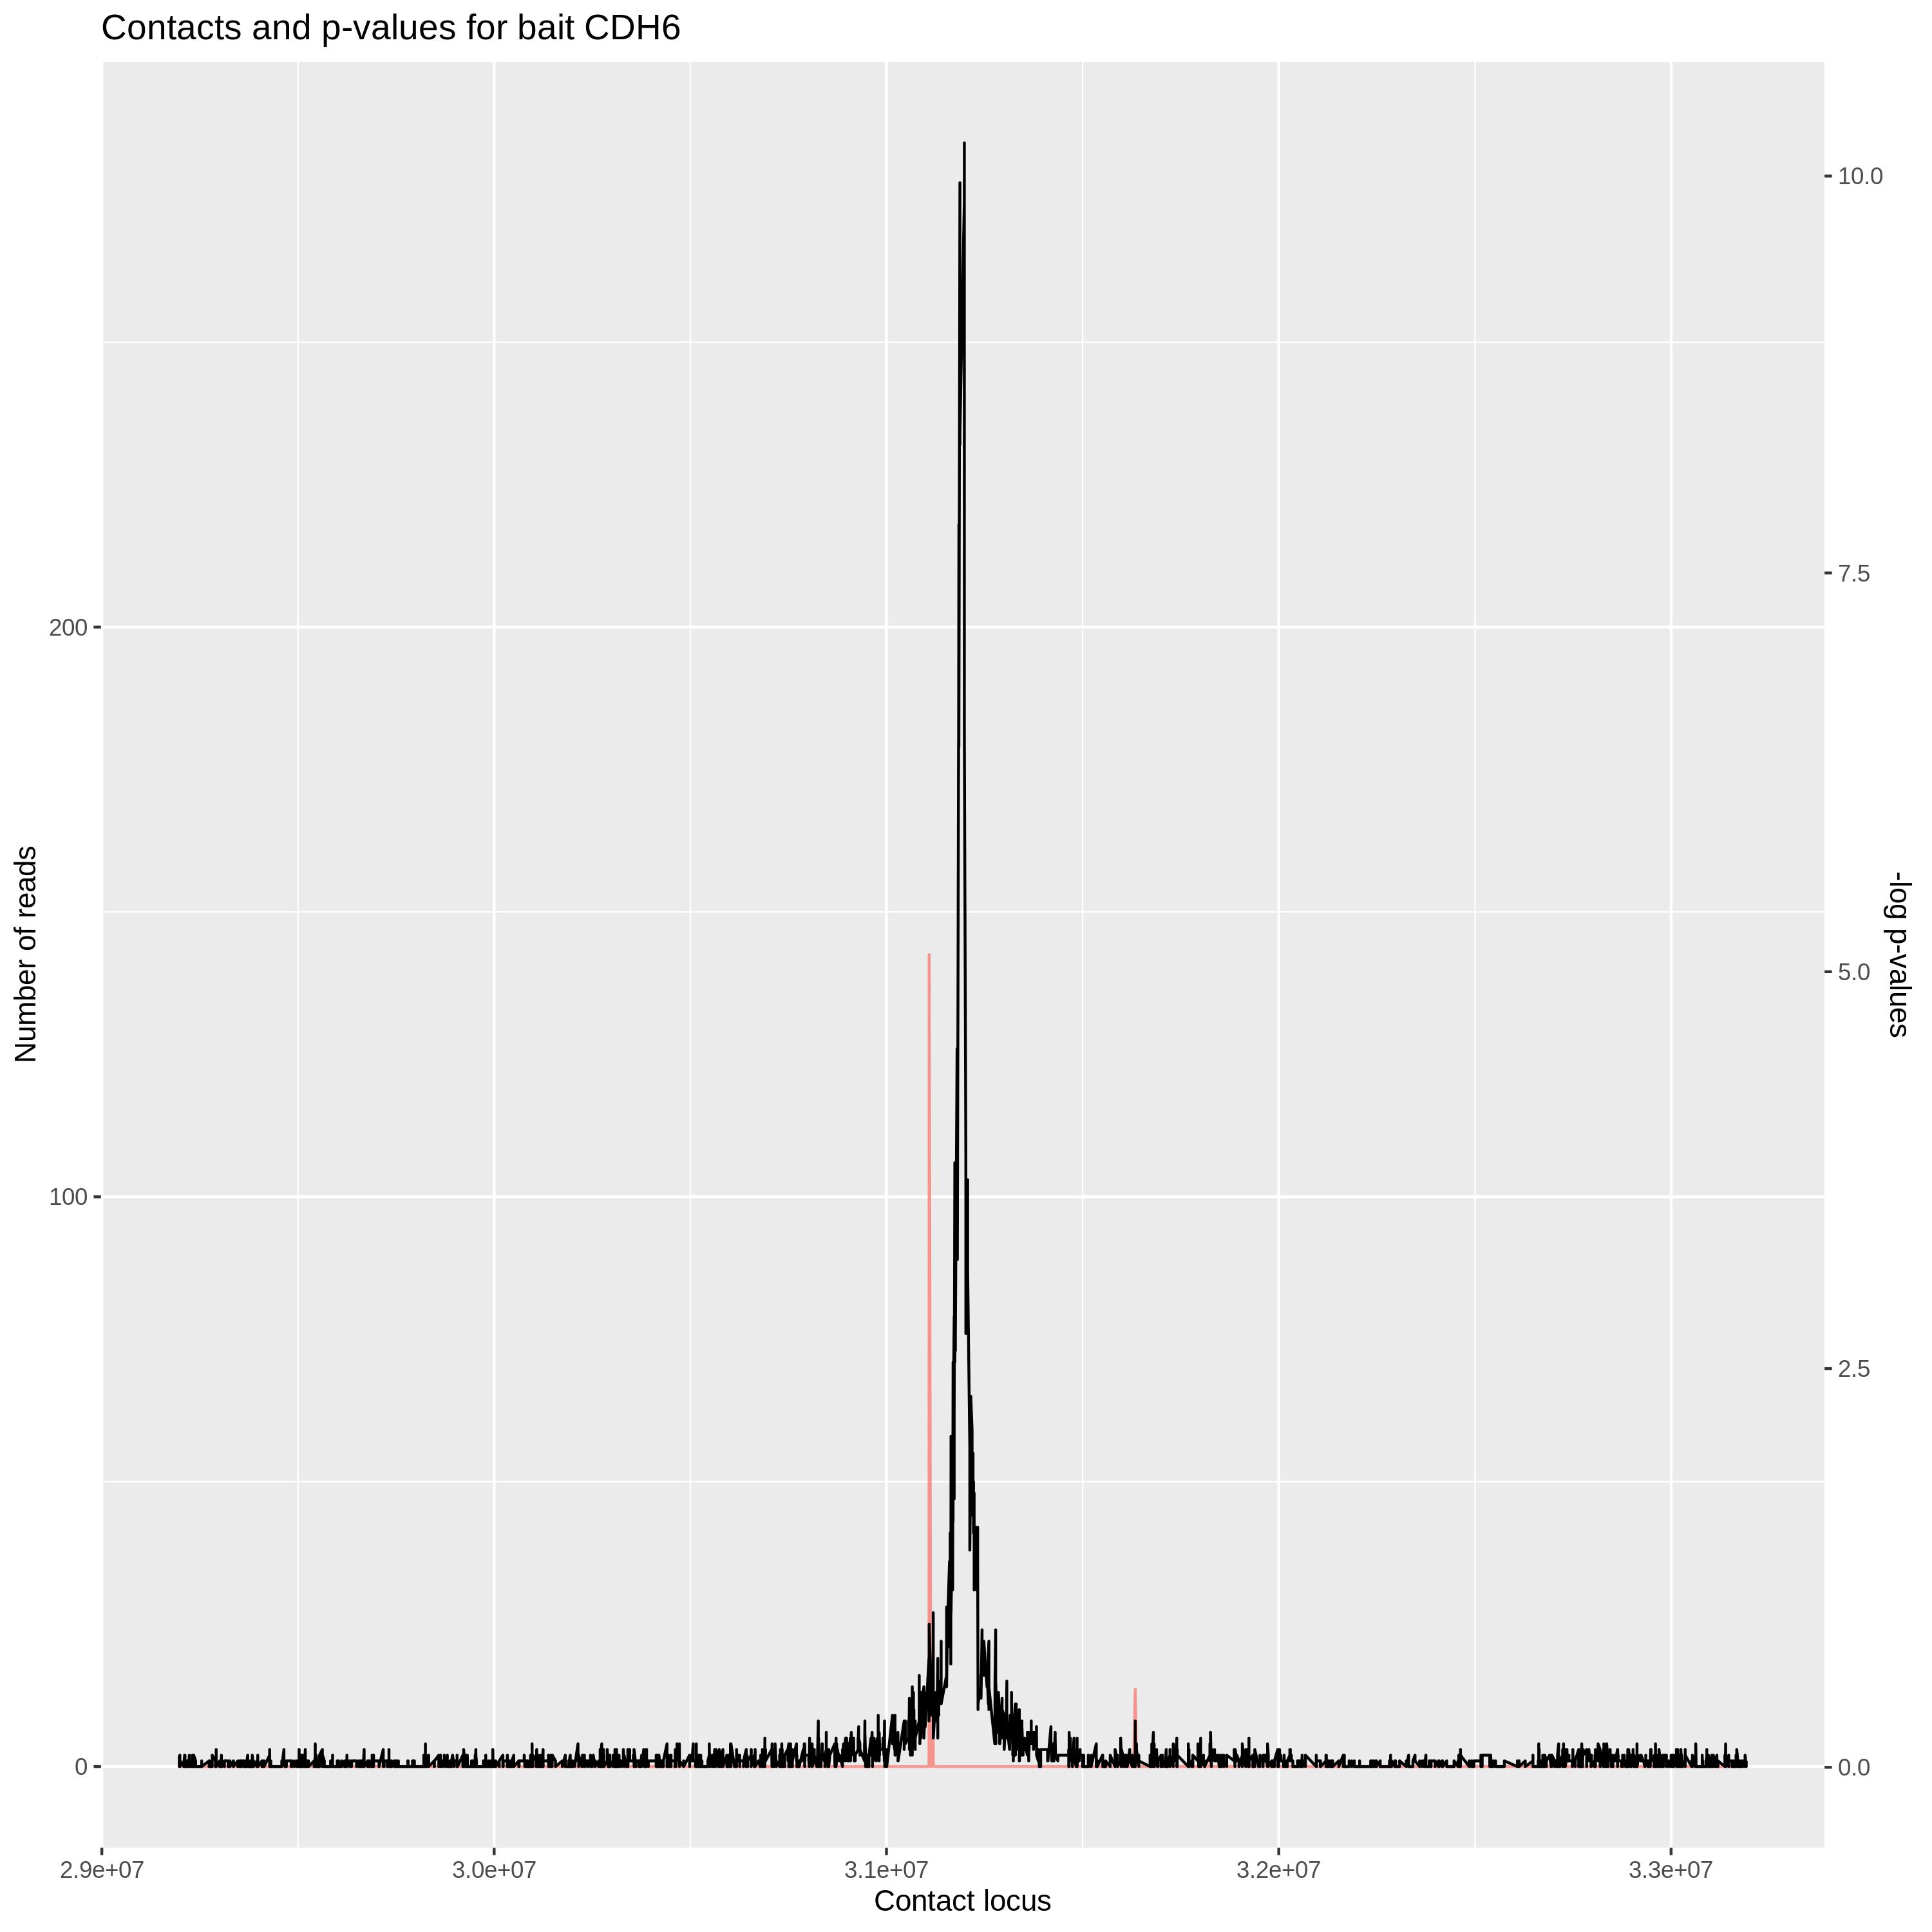 Contacts and p-values for bait CDH6
Number of reads
200
100
0
10.0
7.5
5.0
2.5
0.0
-log p-values
2.9e+07
3.0e+07
3.1e+07
3.2e+07
3.3e+07
Contact locus